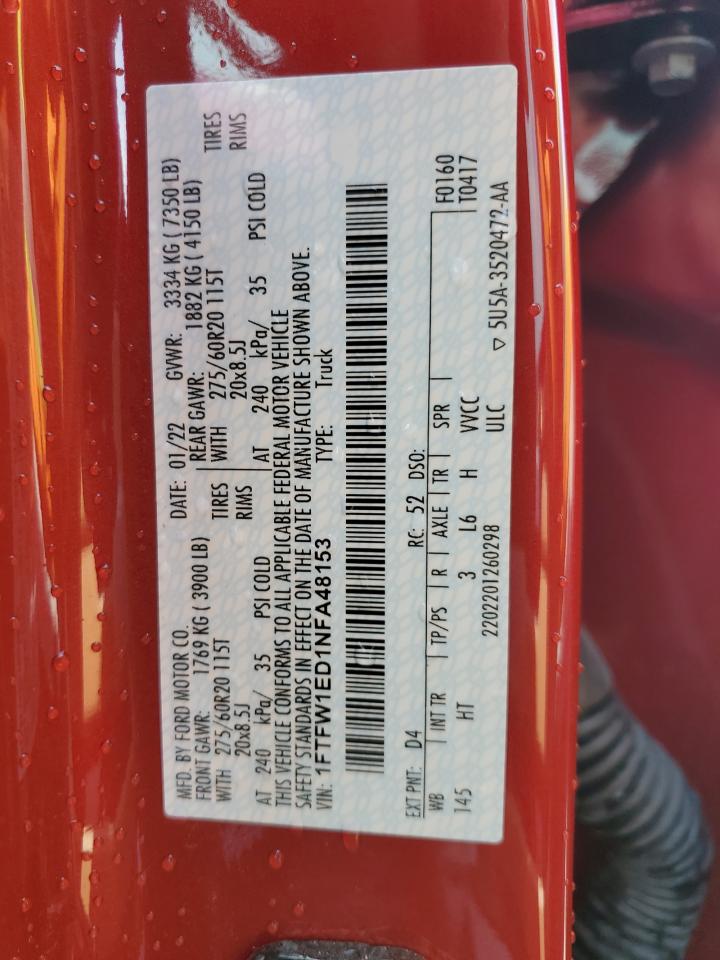 MFD. BY FORD MOTOR CO.
DATE: 01/22 GVWR: 3334 KG ( 7350 LB)
FRONT GAWR: 1769 KG ( 3900 LB)
REAR GAWR: 1882 KG ( 4150 LB)
WITH 275/60R20 115T TIRES
WITH 275/60R20 115T TIRES
20x8.5J RIMS
20x8.5J RIMS
AT 240 kPa/ 35 PSI COLD
AT 240 kPa/ 35 PSI COLD
THIS VEHICLE CONFORMS TO ALL APPLICABLE FEDERAL MOTOR VEHICLE
SAFETY STANDARDS IN EFFECT ON THE DATE OF MANUFACTURE SHOWN ABOVE.
VIN: 1FTFW1ED1NFA48153 TYPE: Truck
EXT PNT: D4 RC: 52 DSO: F0160
WB INT TR TP/PS R AXLE TR SPR T0417
145 HT 3 L6 H VVCC
2202201260298 ULC ▽ 5U5A-3520472-AA